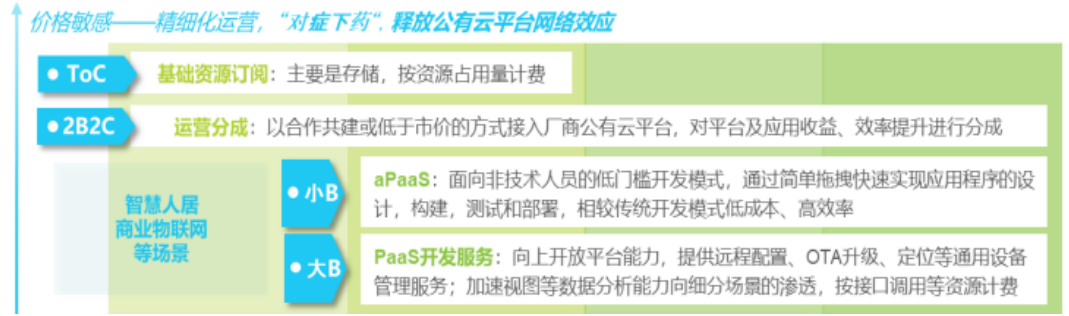 价格敏感——精细化运营，“对症下药”，释放公有云平台网络效应
ToC
基础资源订阅：主要是存储，按资源占用量计费
2B2C
运营分成：以合作共建或低于市价的方式接入厂商公有云平台，对平台及应用收益、效率提升进行分成
智慧人居
商业物联网
等场景
小B
aPaaS：面向非技术人员的低门槛开发模式，通过简单拖拽快速实现应用程序的设
计，构建，测试和部署，相较传统开发模式低成本、高效率
大B
PaaS开发服务：向上开放平台能力，提供远程配置、OTA升级、定位等通用设备
管理服务；加速视图等数据分析能力向细分场景的渗透，按接口调用等资源计费